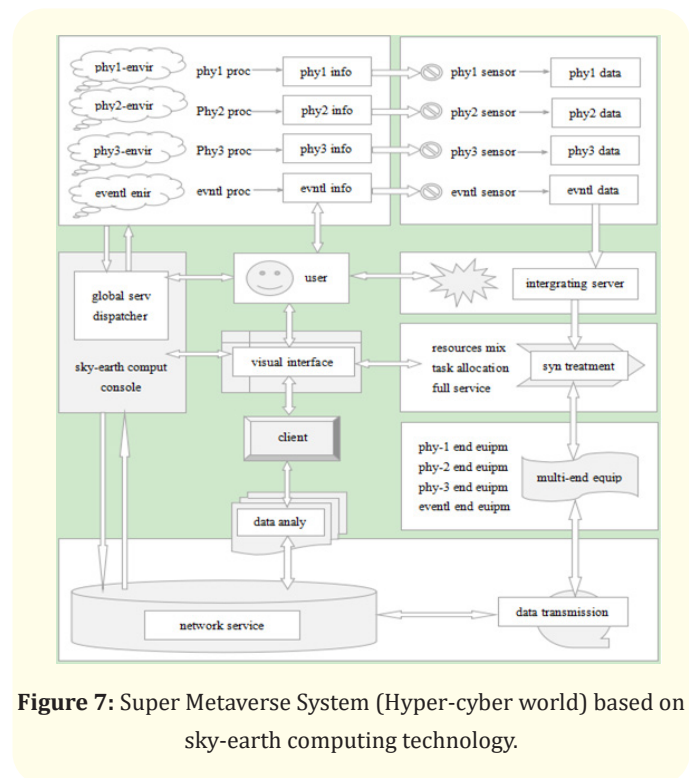 phy1-envir
phy1 proc
phy1 info
phy1 sensor
phy1 data
phy2-envir
Phy2 proc
phy2 info
phy2 sensor
phy2 data
phy3-envir
Phy3 proc
phy3 info
phy3 sensor
phy3 data
eventl enir
evntl proc
evntl info
evntl sensor
evntl data
global serv
dispatcher
sky-earth comput
console
user
intergrating server
visual interface
resources mix
task allocation
full service
syn treatment
client
phy-1 end euipm
phy-2 end euipm
phy-3 end euipm
eventl end euipm
multi-end equip
data analy
network service
data transmission
Figure 7: Super Metaverse System (Hyper-cyber world) based on
sky-earth computing technology.